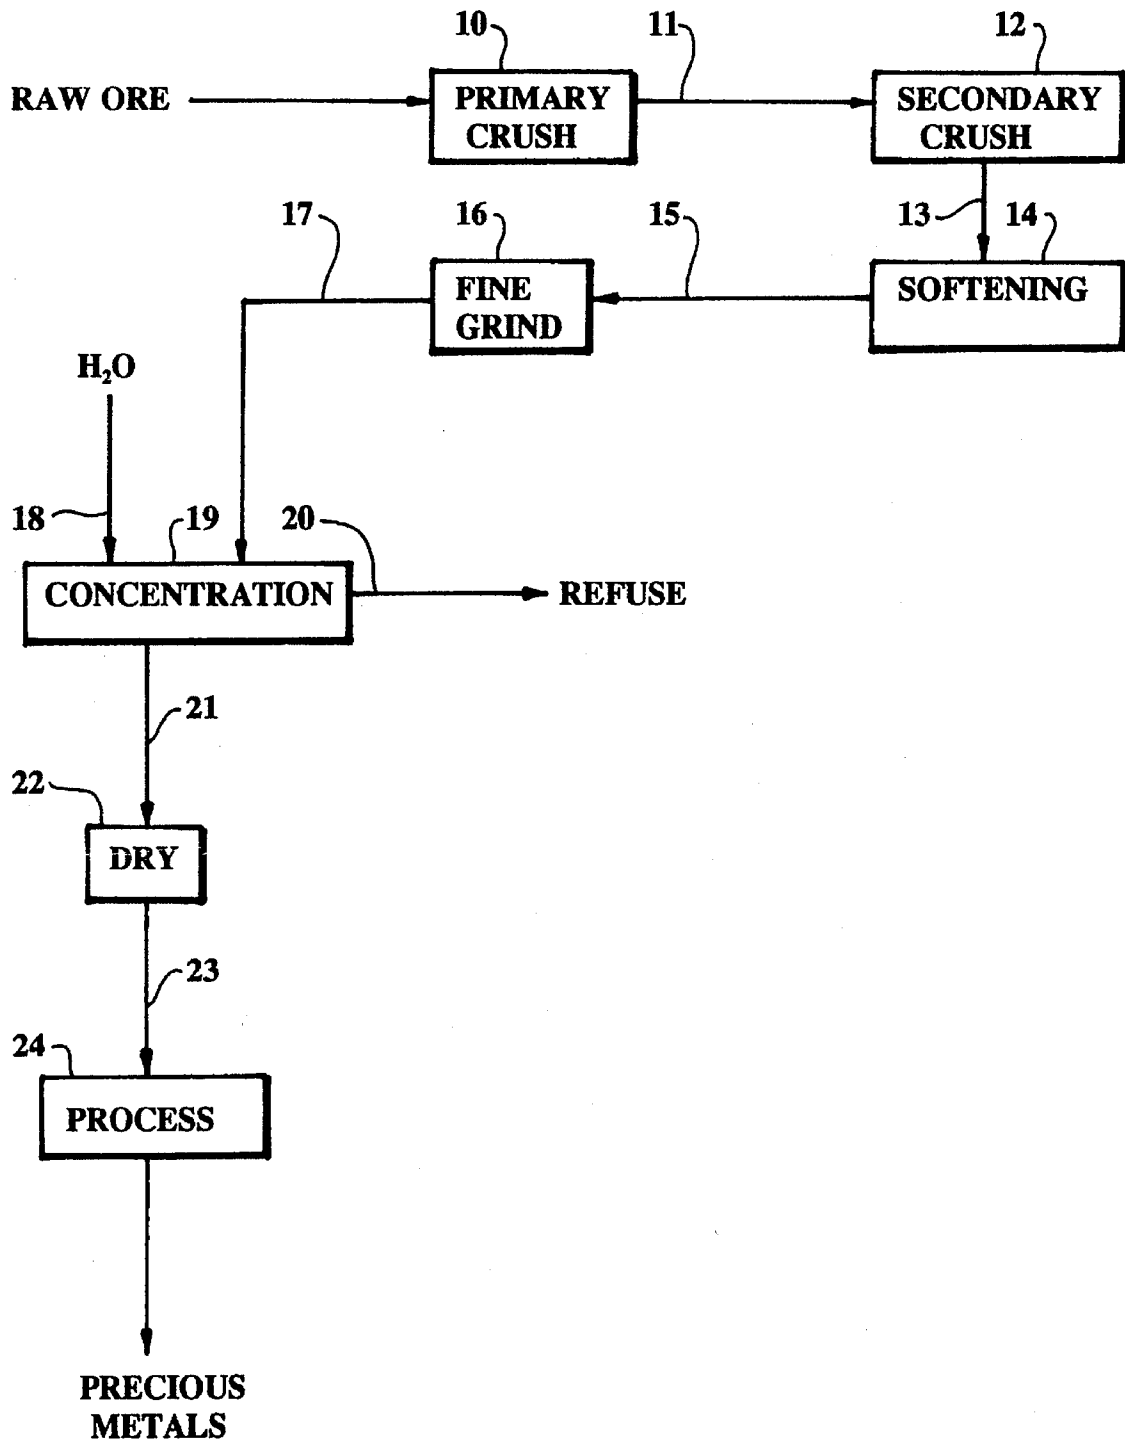 10
11
12
RAW ORE
PRIMARY
CRUSH
SECONDARY
CRUSH
17
16
15
13
14
FINE
GRIND
SOFTENING
H₂O
18
19
20
CONCENTRATION
REFUSE
21
22
DRY
23
24
PROCESS
PRECIOUS
METALS